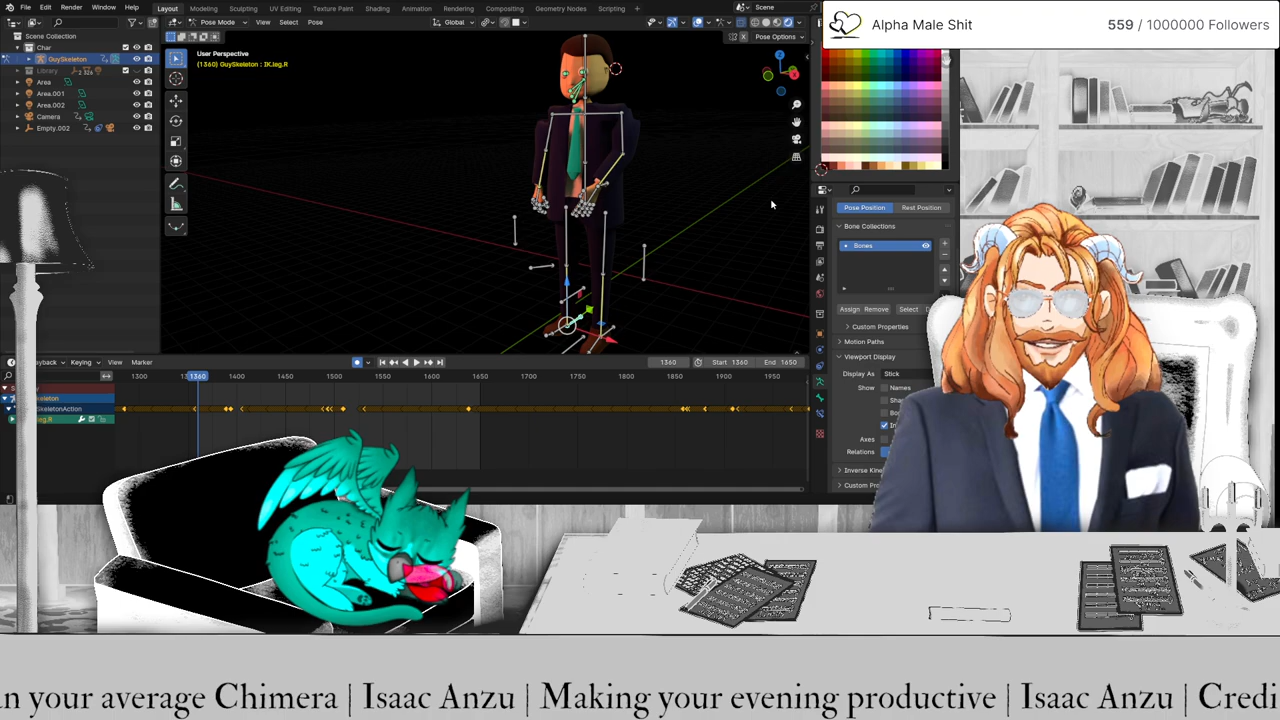 File Edit Render Window Help Layout Modeling Sculpting UV Editing Texture Paint Shading Animation Rendering Compositing Geometry Nodes Scripting Scene
Pose Mode View Select Pose Global
Pose Options
Alpha Male Shit 559 / 1000000 Followers
Scene Collection
Char
GuySkeleton
Library
Area
Area.001
Area.002
Camera
Empty.002
User Perspective
(1360) GuySkeleton : IK.leg.R
Pose Position Rest Position
Bone Collections
Bones
Assign Remove Select
Custom Properties
Motion Paths
Viewport Display
Display As Stick
Show Names
Axes
Relations
Inverse Kine
Custom Pro
yback Keying View Marker 1360 Start 1360 End 1650
1300 1360 1400 1450 1500 1550 1600 1650 1700 1750 1800 1850 1900 1950
keleton
SkeletonAction
leg.R
an your average Chimera | Isaac Anzu | Making your evening productive | Isaac Anzu | Credi